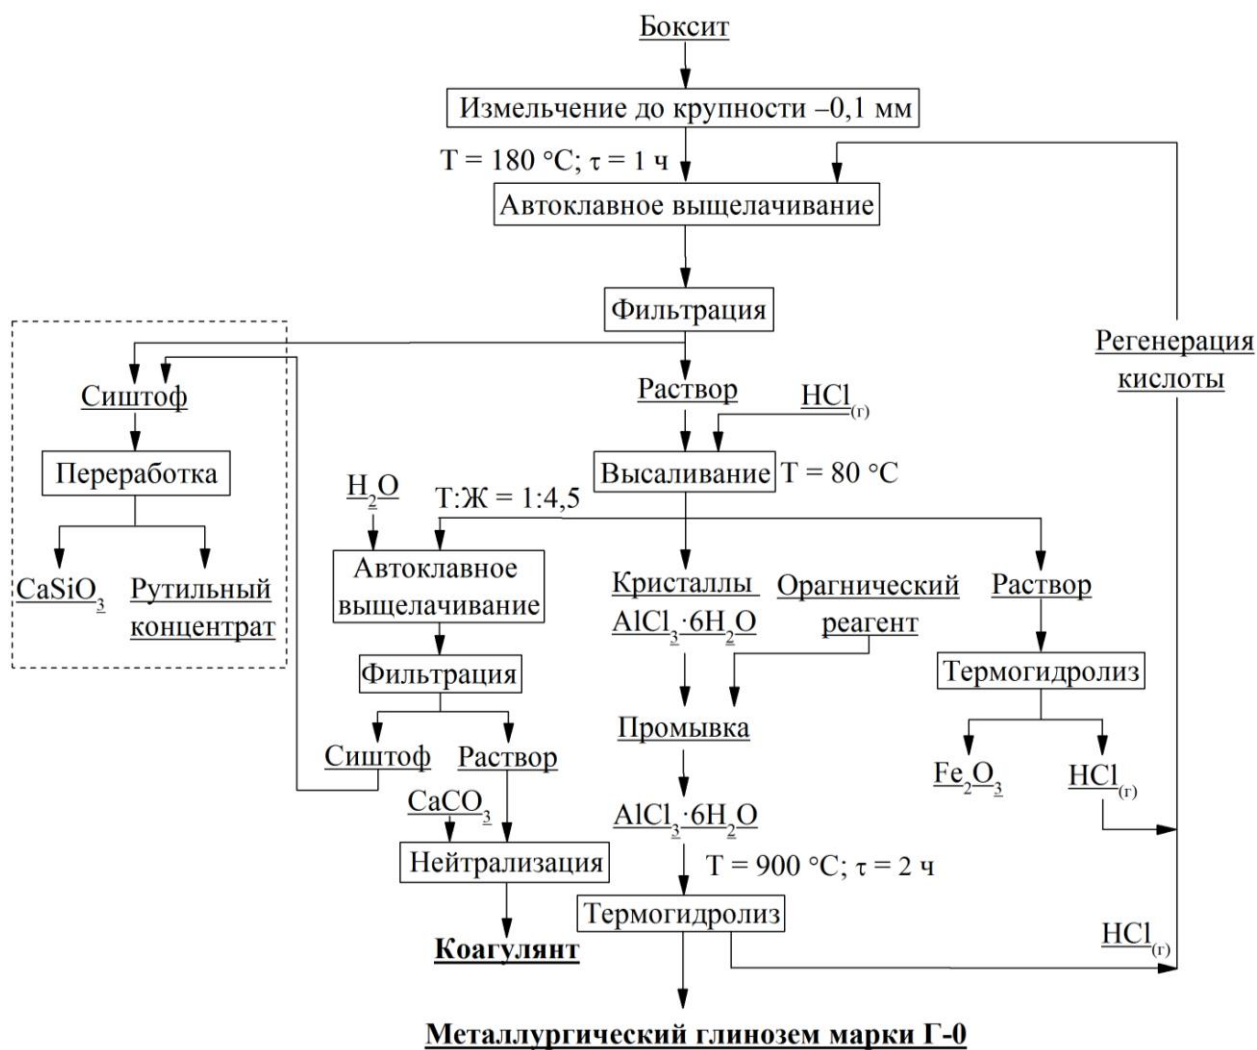 Боксит
Измельчение до крупности –0,1 мм
T = 180 °C; τ = 1 ч
Автоклавное выщелачивание
Фильтрация
Регенерация
кислоты
Сиштоф
Раствор
HCl(г)
Переработка
Высаливание
T = 80 °C
H2O
Т:Ж = 1:4,5
CaSiO3
Рутильный
концентрат
Автоклавное
выщелачивание
Кристаллы
AlCl3·6H2O
Орагнический
реагент
Раствор
Фильтрация
Термогидролиз
Сиштоф
Раствор
Промывка
Fe2O3
HCl(г)
CaCO3
AlCl3·6H2O
Нейтрализация
T = 900 °C; τ = 2 ч
Термогидролиз
Коагулянт
HCl(г)
Металлургический глинозем марки Г-0